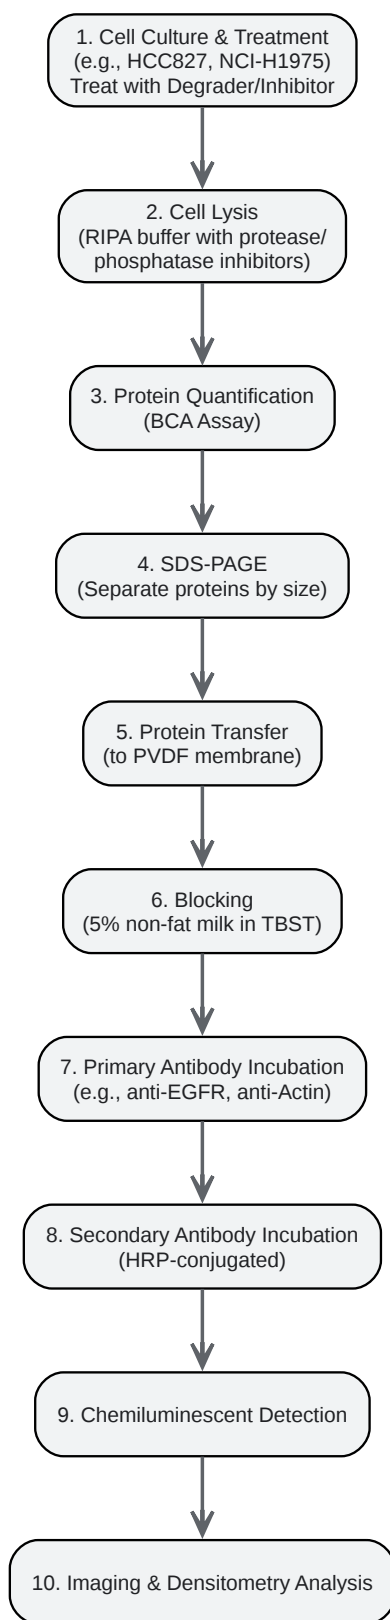 1. Cell Culture & Treatment
(e.g., HCC827, NCI-H1975)
Treat with Degrader/Inhibitor
2. Cell Lysis
(RIPA buffer with protease/
phosphatase inhibitors)
3. Protein Quantification
(BCA Assay)
4. SDS-PAGE
(Separate proteins by size)
5. Protein Transfer
(to PVDF membrane)
6. Blocking
(5% non-fat milk in TBST)
7. Primary Antibody Incubation
(e.g., anti-EGFR, anti-Actin)
8. Secondary Antibody Incubation
(HRP-conjugated)
9. Chemiluminescent Detection
10. Imaging & Densitometry Analysis